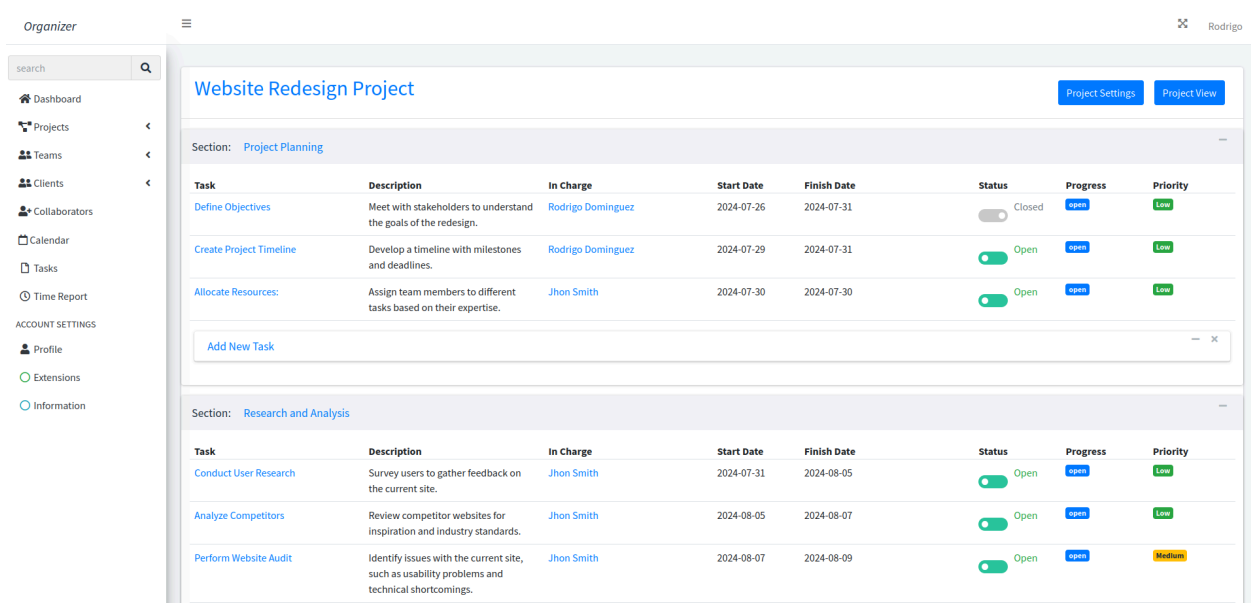 Organizer
Rodrigo
search
Dashboard
Projects
Teams
Clients
Collaborators
Calendar
Tasks
Time Report
ACCOUNT SETTINGS
Profile
Extensions
Information
Website Redesign Project
Project Settings
Project View
Section: Project Planning
Task Description In Charge Start Date Finish Date Status Progress Priority
Define Objectives Meet with stakeholders to understand Rodrigo Dominguez 2024-07-26 2024-07-31 Closed open Low
the goals of the redesign.
Create Project Timeline Develop a timeline with milestones Rodrigo Dominguez 2024-07-29 2024-07-31 Open open Low
and deadlines.
Allocate Resources: Assign team members to different Jhon Smith 2024-07-30 2024-07-30 Open open Low
tasks based on their expertise.
Add New Task
Section: Research and Analysis
Task Description In Charge Start Date Finish Date Status Progress Priority
Conduct User Research Survey users to gather feedback on Jhon Smith 2024-07-31 2024-08-05 Open open Low
the current site.
Analyze Competitors Review competitor websites for Jhon Smith 2024-08-05 2024-08-07 Open open Low
inspiration and industry standards.
Perform Website Audit Identify issues with the current site, Jhon Smith 2024-08-07 2024-08-09 Open open Medium
such as usability problems and
technical shortcomings.